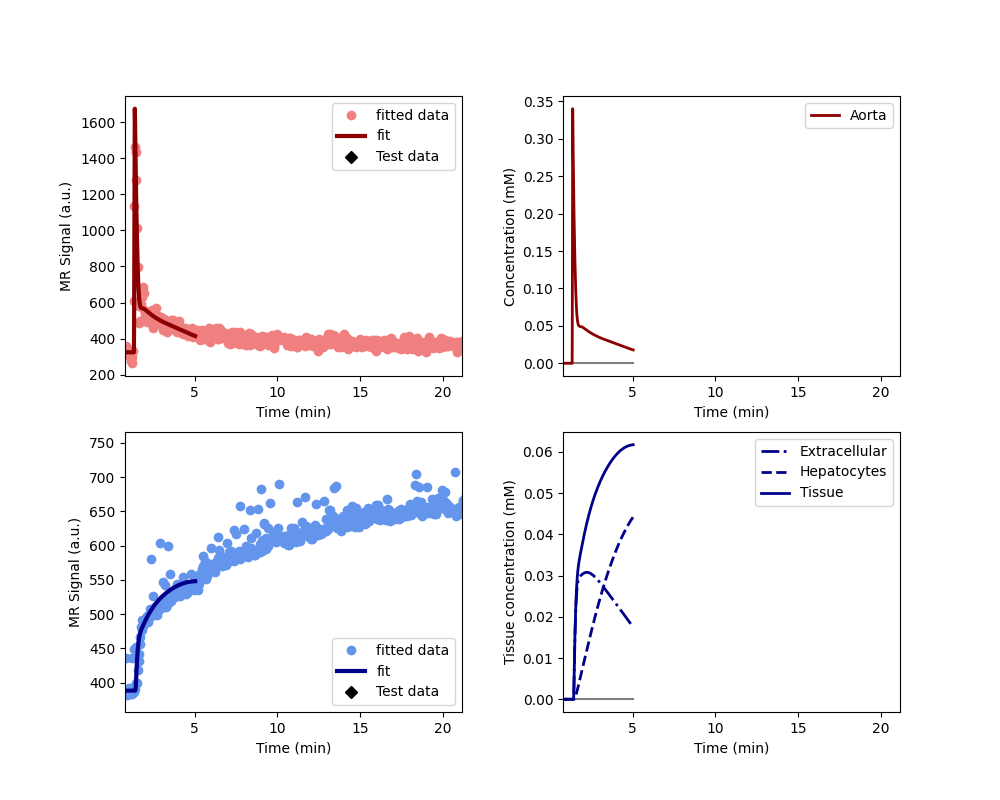 MR Signal (a.u.)
1600
1400
1200
1000
800
600
400
200
fitted data
fit
Test data
5 10 15 20
Time (min)
Concentration (mM)
0.35
0.30
0.25
0.20
0.15
0.10
0.05
0.00
Aorta
5 10 15 20
Time (min)
MR Signal (a.u.)
750
700
650
600
550
500
450
400
fitted data
fit
Test data
5 10 15 20
Time (min)
Tissue concentration (mM)
0.06
0.05
0.04
0.03
0.02
0.01
0.00
Extracellular
Hepatocytes
Tissue
5 10 15 20
Time (min)